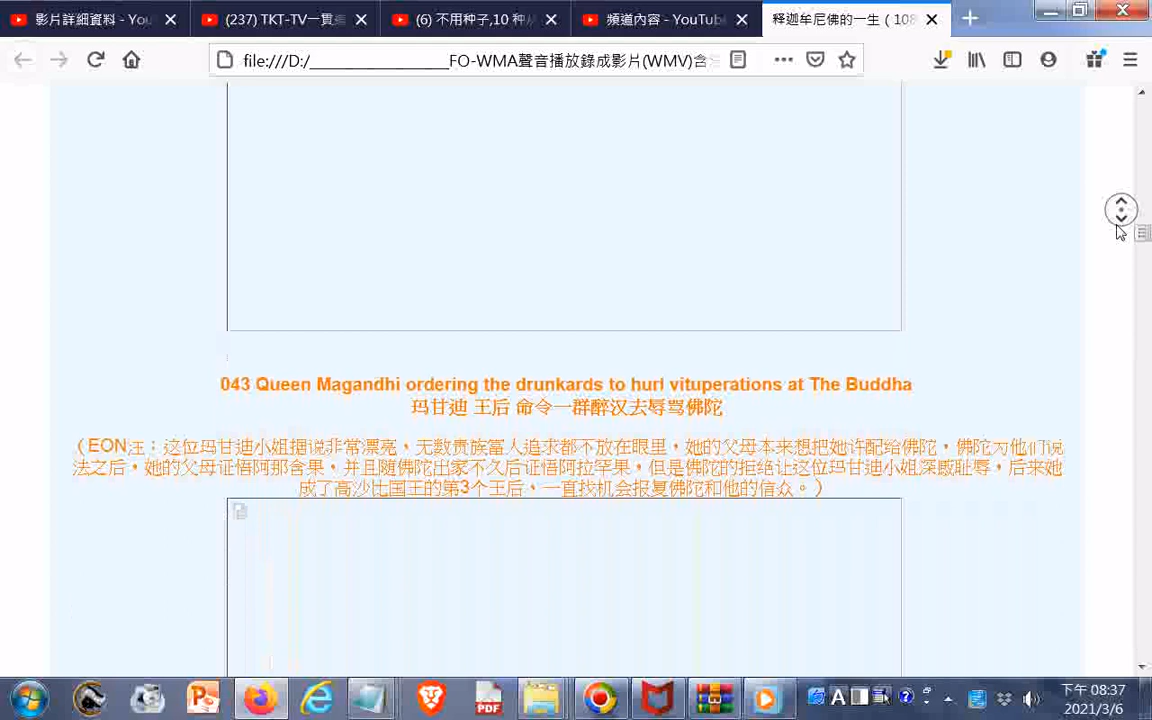 影片詳細資料 - You
(237) TKT-TV一貫
(6) 不用种子,10 种
頻道內容 - YouTub
释迦牟尼佛的一生（108
file:///D:/________________FO-WMA聲音播放錄成影片(WMV)含
043 Queen Magandhi ordering the drunkards to hurl vituperations at The Buddha
玛甘迪 王后 命令一群醉汉去辱骂佛陀
（EON注：这位玛甘迪小姐据说非常漂亮，无数贵族富人追求都不放在眼里，她的父母本来想把她许配给佛陀，佛陀为他们说
法之后，她的父母证悟阿那含果，并且随佛陀出家不久后证悟阿拉罕果，但是佛陀的拒绝让这位玛甘迪小姐深感耻辱，后来她
成了高沙比国王的第3个王后、一直找机会报复佛陀和他的信众。）
PDF
A
下午 08:37
2021/3/6